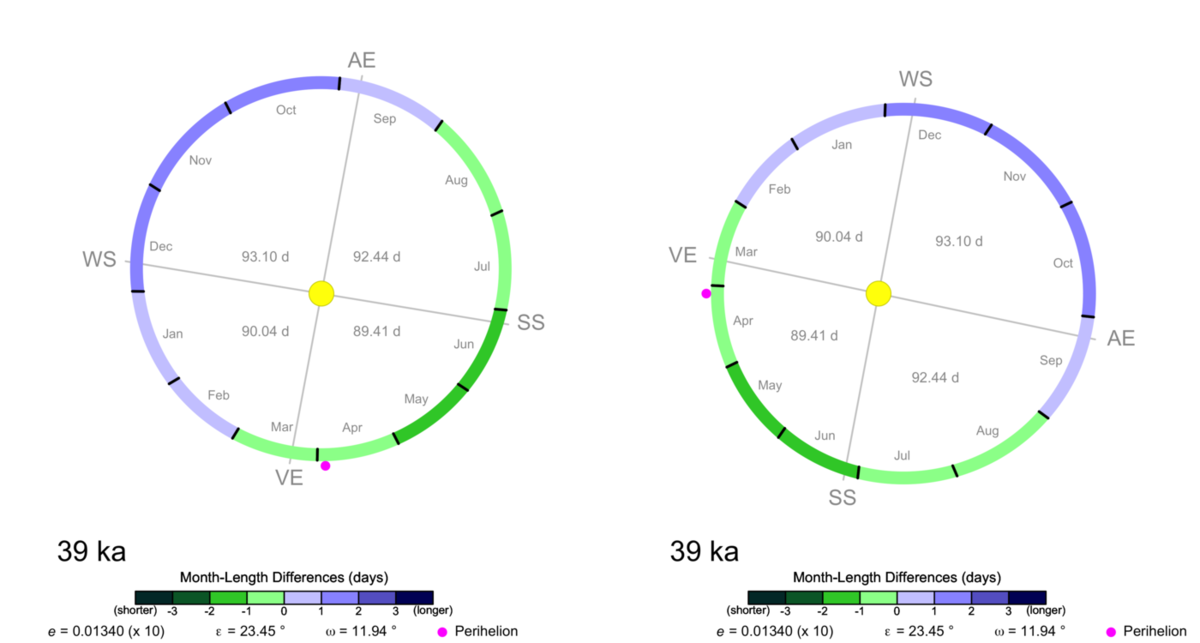 AE
Oct
Sep
Nov
Aug
Dec
WS
93.10 d
92.44 d
Jul
SS
90.04 d
89.41 d
Jan
Jun
Feb
May
Mar
Apr
VE
39 ka
Month-Length Differences (days)
(shorter) -3 -2 -1 0 1 2 3 (longer)
e = 0.01340 (x 10) ε = 23.45 ° ω = 11.94 ° Perihelion
WS
Dec
Jan
Nov
Feb
90.04 d
93.10 d
VE
Mar
Oct
Apr
89.41 d
AE
Sep
92.44 d
May
Jun
Aug
Jul
SS
39 ka
Month-Length Differences (days)
(shorter) -3 -2 -1 0 1 2 3 (longer)
e = 0.01340 (x 10) ε = 23.45 ° ω = 11.94 ° Perihelion